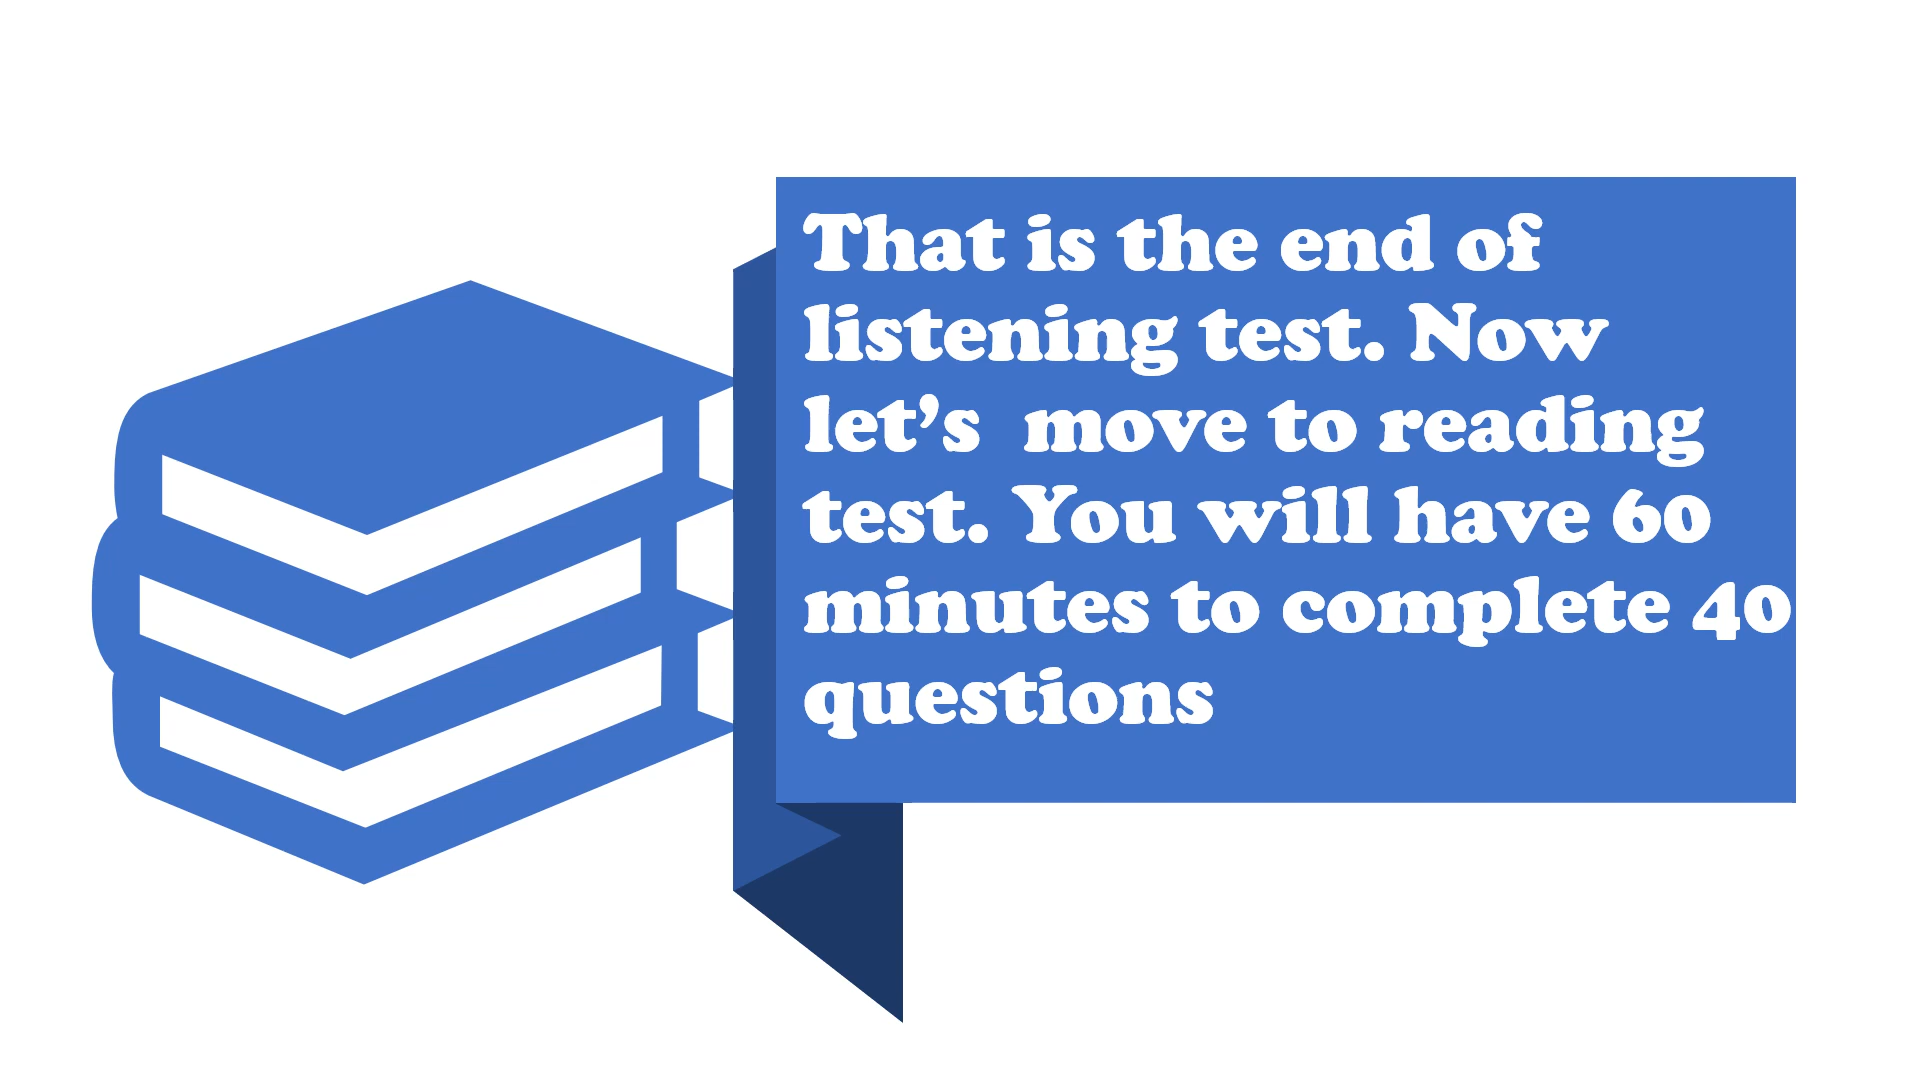 That is the end of
listening test. Now
let’s  move to reading
test. You will have 60
minutes to complete 40
questions